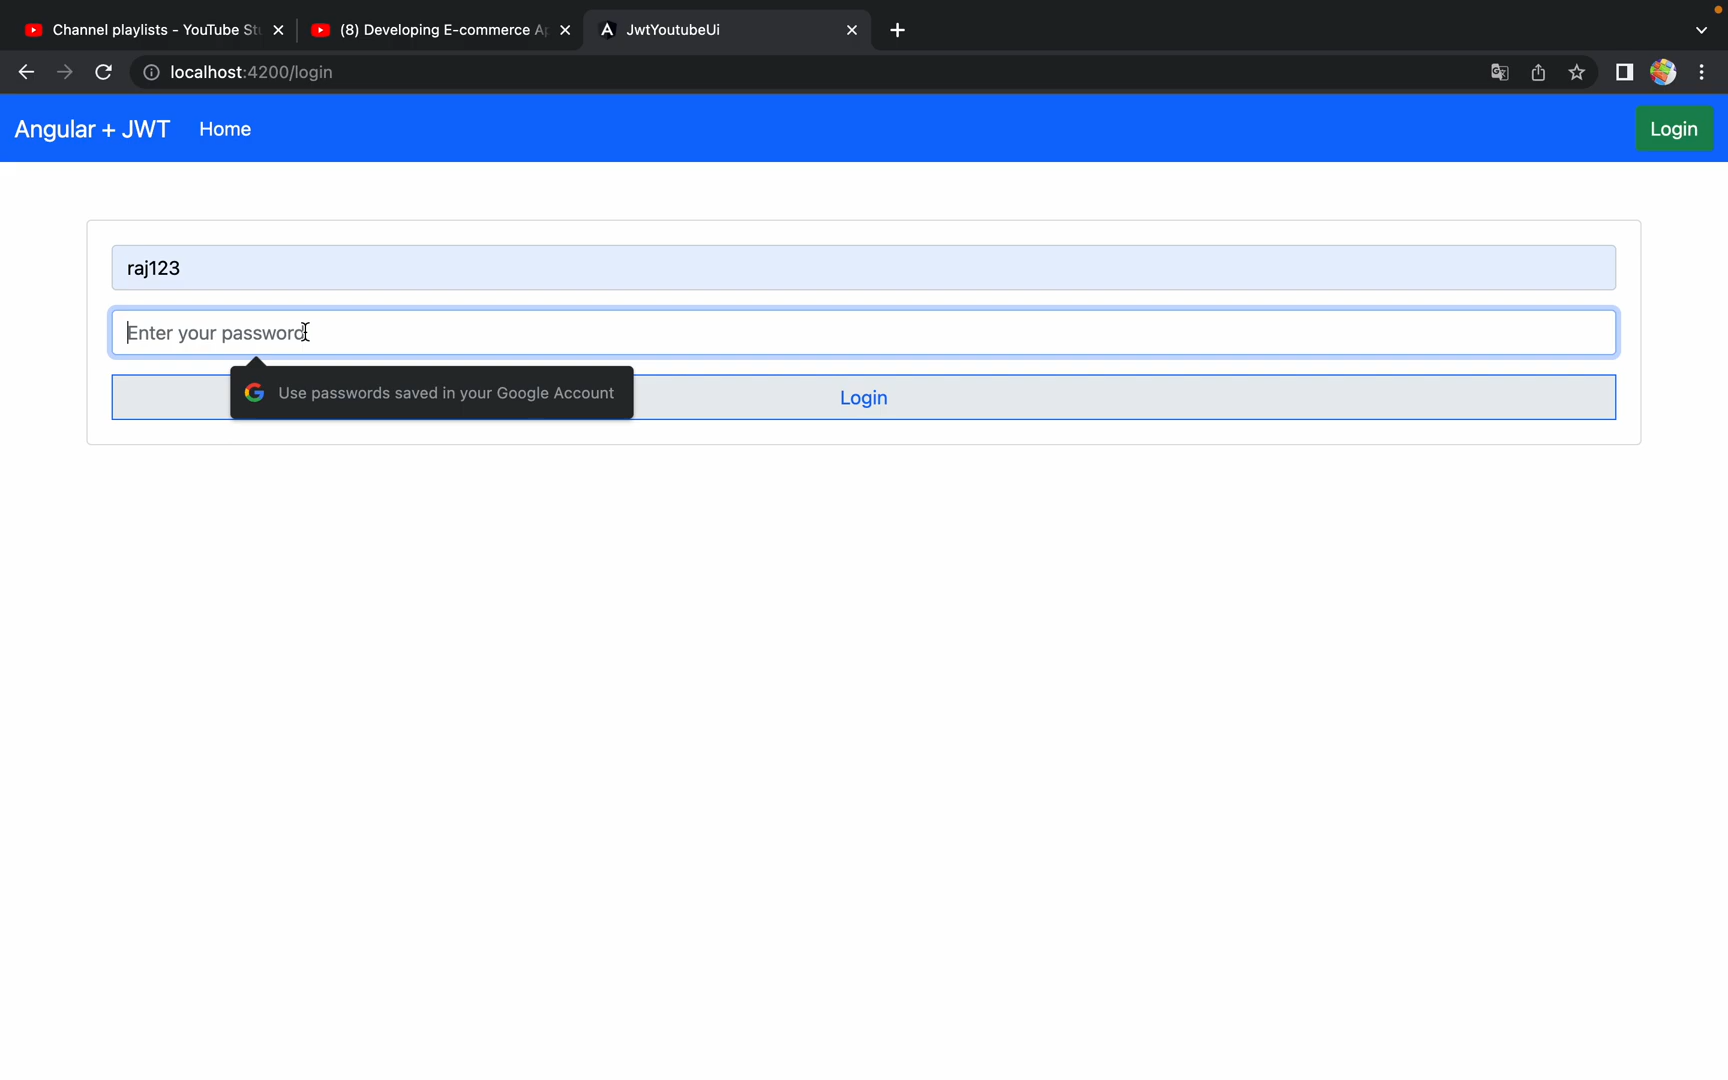 Channel playlists - YouTube St
(8) Developing E-commerce Ap
JwtYoutubeUi
localhost:4200/login
Angular + JWT
Home
Login
raj123
Enter your password
Use passwords saved in your Google Account
Login